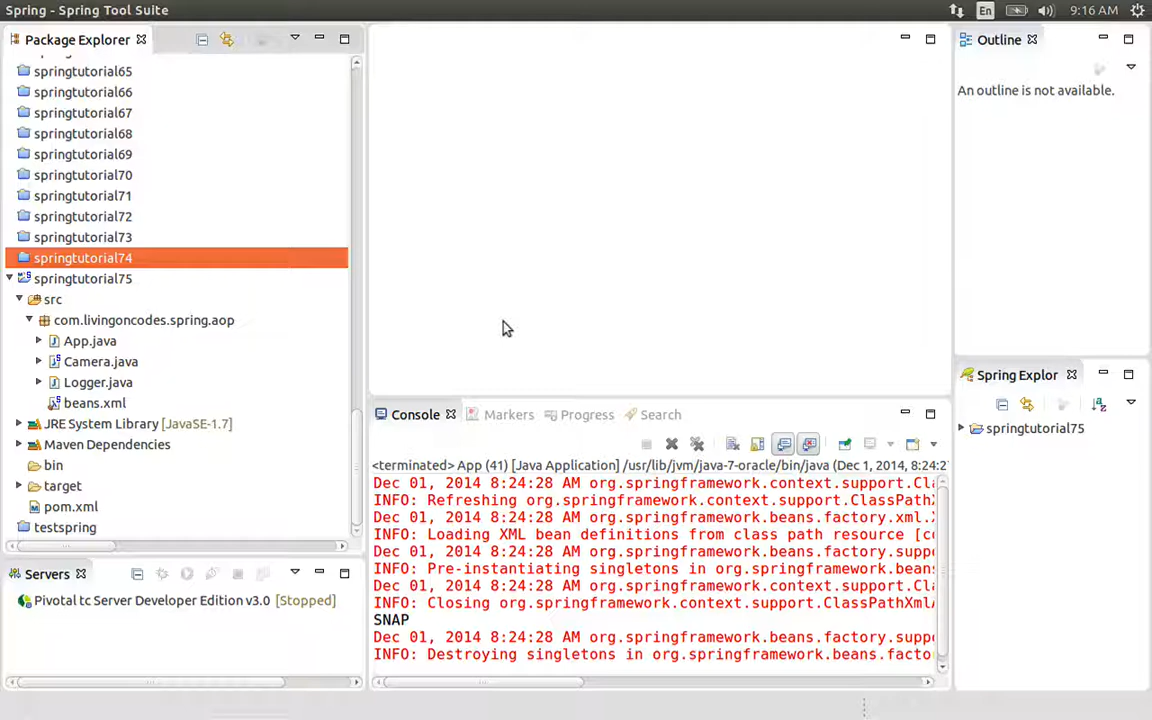 Spring - Spring Tool Suite
En
9:16 AM
Package Explorer
springtutorial65
springtutorial66
springtutorial67
springtutorial68
springtutorial69
springtutorial70
springtutorial71
springtutorial72
springtutorial73
springtutorial74
springtutorial75
src
com.livingoncodes.spring.aop
App.java
Camera.java
Logger.java
beans.xml
JRE System Library [JavaSE-1.7]
Maven Dependencies
bin
target
pom.xml
testspring
Servers
Pivotal tc Server Developer Edition v3.0 [Stopped]
Console
Markers
Progress
Search
<terminated> App (41) [Java Application] /usr/lib/jvm/java-7-oracle/bin/java (Dec 1, 2014, 8:24:2
Dec 01, 2014 8:24:28 AM org.springframework.context.support.Cl
INFO: Refreshing org.springframework.context.support.ClassPath
Dec 01, 2014 8:24:28 AM org.springframework.beans.factory.xml.
INFO: Loading XML bean definitions from class path resource [c
Dec 01, 2014 8:24:28 AM org.springframework.beans.factory.supp
INFO: Pre-instantiating singletons in org.springframework.bean
Dec 01, 2014 8:24:28 AM org.springframework.context.support.Cl
INFO: Closing org.springframework.context.support.ClassPathXml
SNAP
Dec 01, 2014 8:24:28 AM org.springframework.beans.factory.supp
INFO: Destroying singletons in org.springframework.beans.facto
Outline
An outline is not available.
Spring Explor
springtutorial75